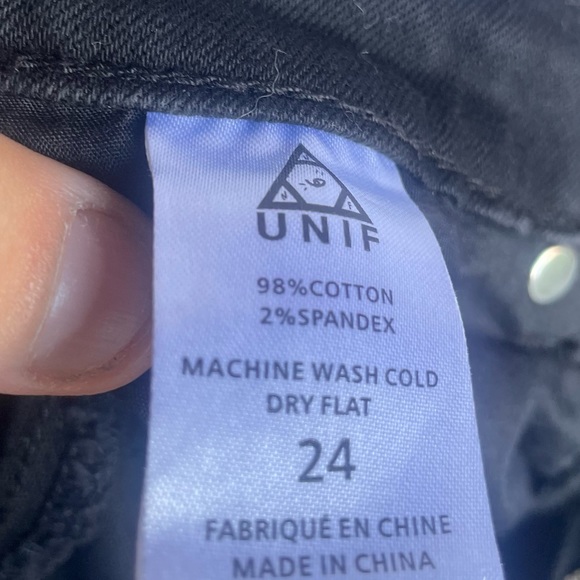 UNIF
98%COTTON
2%SPANDEX
MACHINE WASH COLD
DRY FLAT
24
FABRIQUÉ EN CHINE
MADE IN CHINA